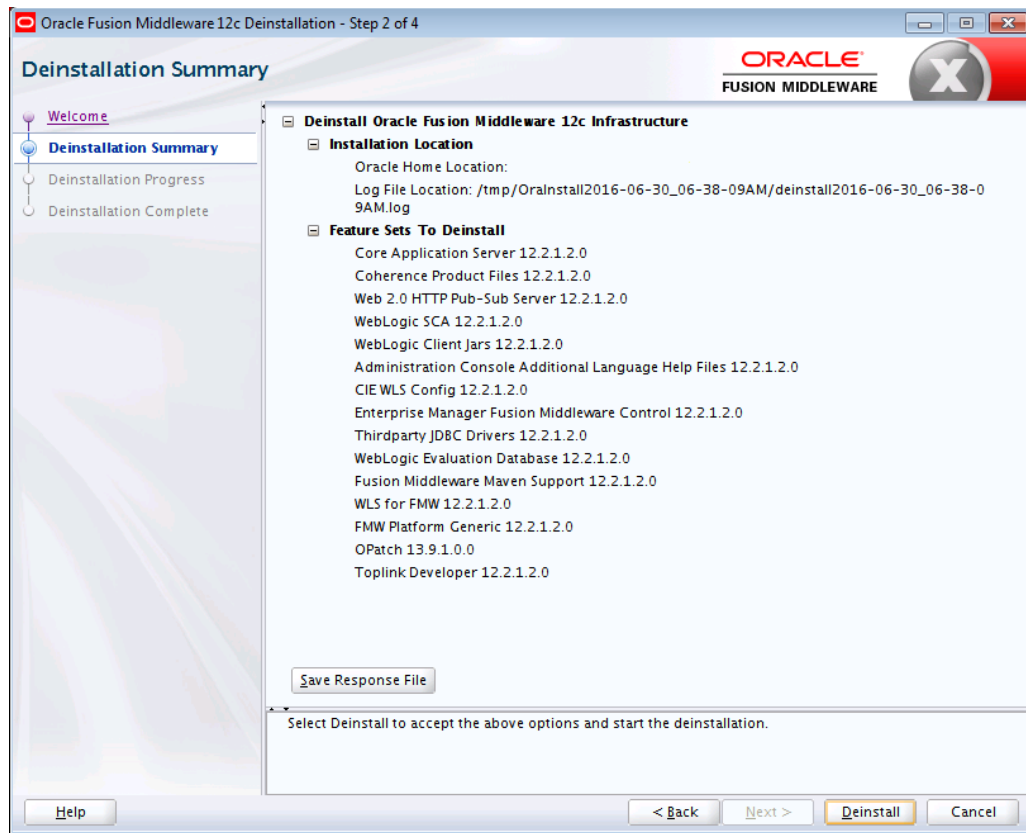 Oracle Fusion Middleware 12c Deinstallation - Step 2 of 4
Deinstallation Summary
ORACLE
FUSION MIDDLEWARE
Welcome
Deinstallation Summary
Deinstallation Progress
Deinstallation Complete
Deinstall Oracle Fusion Middleware 12c Infrastructure
Installation Location
Oracle Home Location:
Log File Location: /tmp/OraInstall2016-06-30_06-38-09AM/deinstall2016-06-30_06-38-0
9AM.log
Feature Sets To Deinstall
Core Application Server 12.2.1.2.0
Coherence Product Files 12.2.1.2.0
Web 2.0 HTTP Pub-Sub Server 12.2.1.2.0
WebLogic SCA 12.2.1.2.0
WebLogic Client Jars 12.2.1.2.0
Administration Console Additional Language Help Files 12.2.1.2.0
CIE WLS Config 12.2.1.2.0
Enterprise Manager Fusion Middleware Control 12.2.1.2.0
Thirdparty JDBC Drivers 12.2.1.2.0
WebLogic Evaluation Database 12.2.1.2.0
Fusion Middleware Maven Support 12.2.1.2.0
WLS for FMW 12.2.1.2.0
FMW Platform Generic 12.2.1.2.0
OPatch 13.9.1.0.0
Toplink Developer 12.2.1.2.0
Save Response File
Select Deinstall to accept the above options and start the deinstallation.
Help
< Back
Next >
Deinstall
Cancel